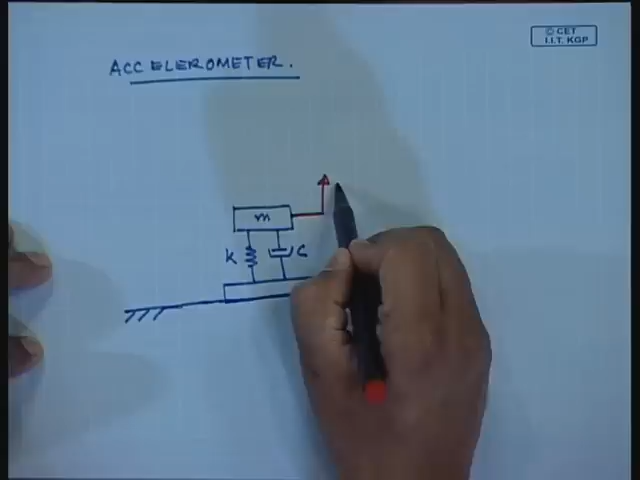 © CET
I.I.T. KGP
ACCELEROMETER.
m
K
C